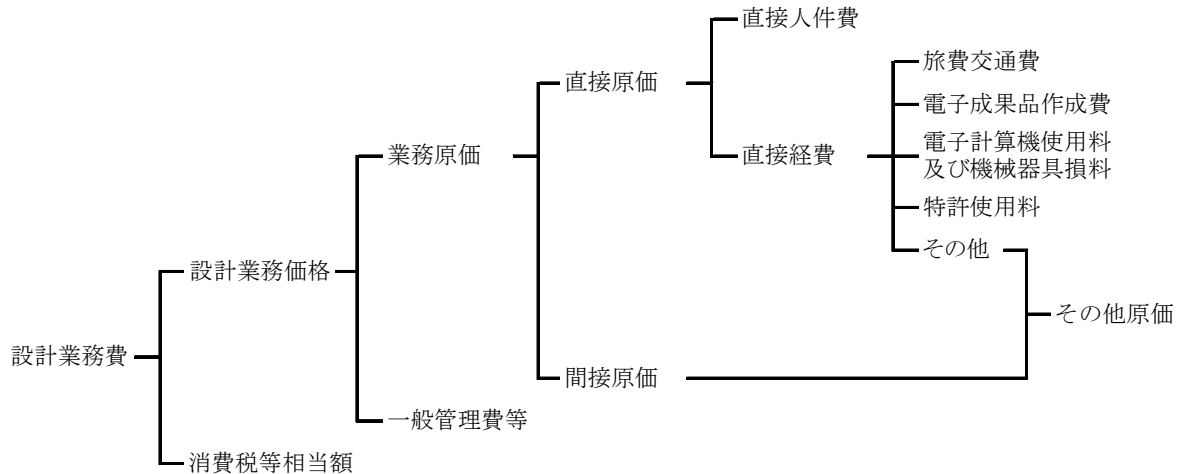 直接人件費
旅費交通費
直接原価
電子成果品作成費
電子計算機使用料
及び機械器具損料
業務原価
直接経費
特許使用料
その他
設計業務価格
その他原価
設計業務費
間接原価
一般管理費等
消費税等相当額